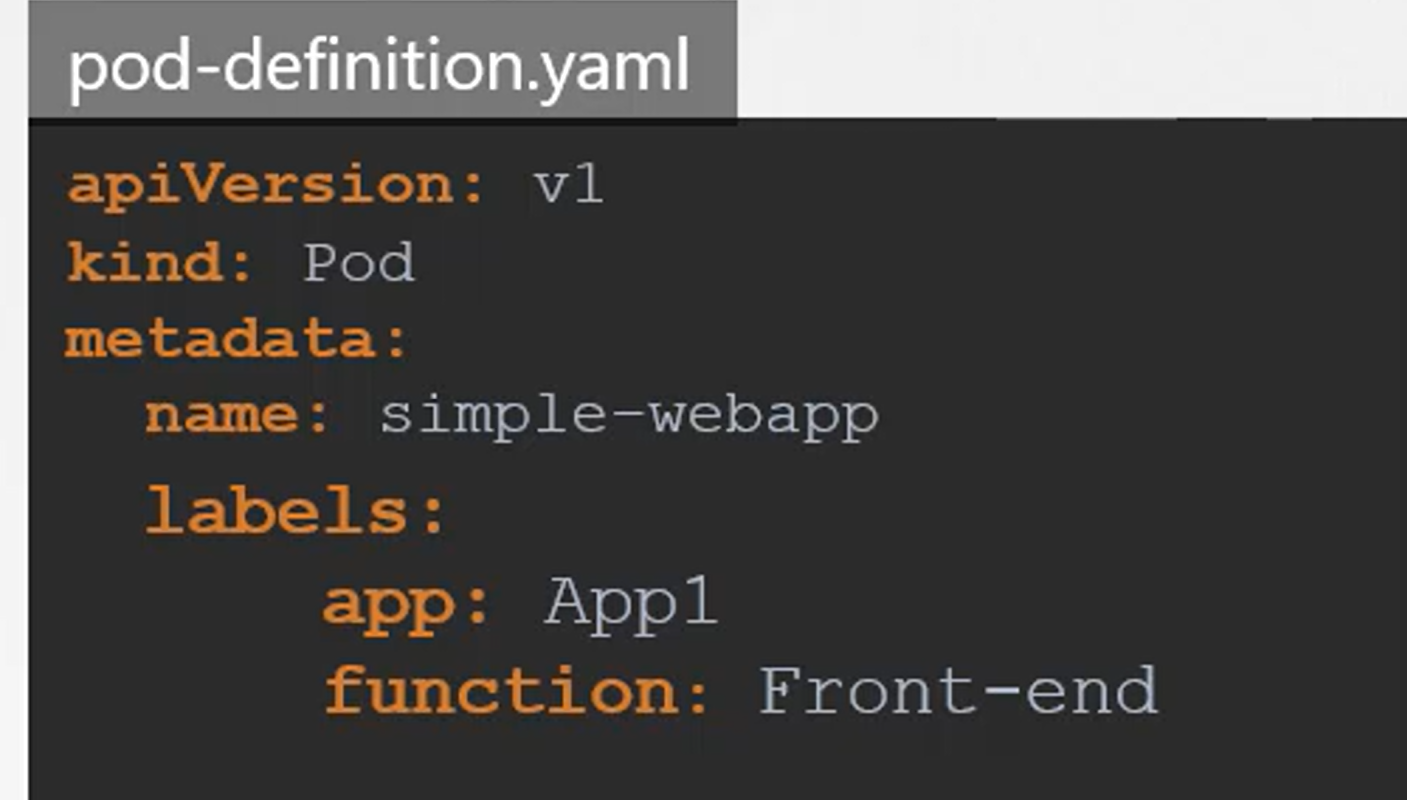 pod-definition.yaml
apiVersion: v1
kind: Pod
metadata:
name: simple-webapp
labels:
app: App1
function: Front-end